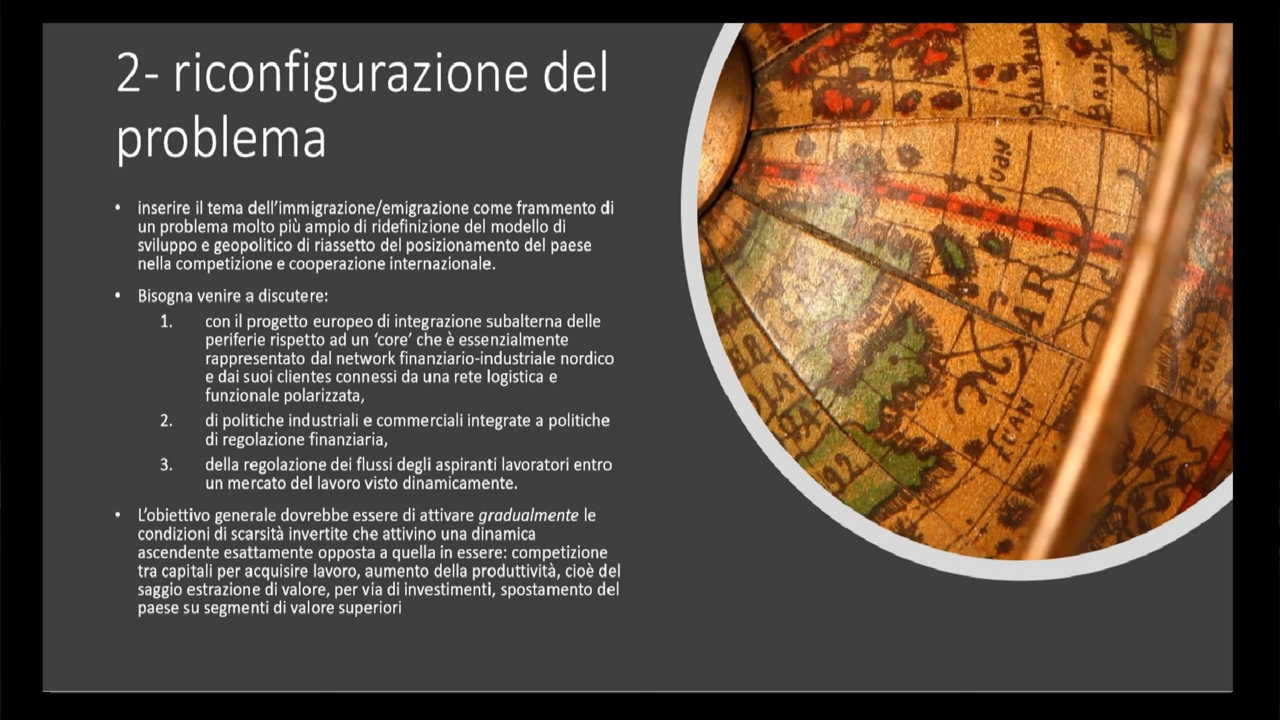 2- riconfigurazione del
problema
• inserire il tema dell'immigrazione/emigrazione come frammento di
un problema molto più ampio di ridefinizione del modello di
sviluppo e geopolitico di riassetto del posizionamento del paese
nella competizione e cooperazione internazionale.
• Bisogna venire a discutere:
1. con il progetto europeo di integrazione subalterna delle
periferie rispetto ad un 'core' che è essenzialmente
rappresentato dal network finanziario-industriale nordico
e dai suoi clientes connessi da una rete logistica e
funzionale polarizzata,
2. di politiche industriali e commerciali integrate a politiche
di regolazione finanziaria,
3. della regolazione dei flussi degli aspiranti lavoratori entro
un mercato del lavoro visto dinamicamente.
• L'obiettivo generale dovrebbe essere di attivare gradualmente le
condizioni di scarsità invertite che attivino una dinamica
ascendente esattamente opposta a quella in essere: competizione
tra capitali per acquisire lavoro, aumento della produttività, cioè del
saggio estrazione di valore, per via di investimenti, spostamento del
paese su segmenti di valore superiori
MAR
92